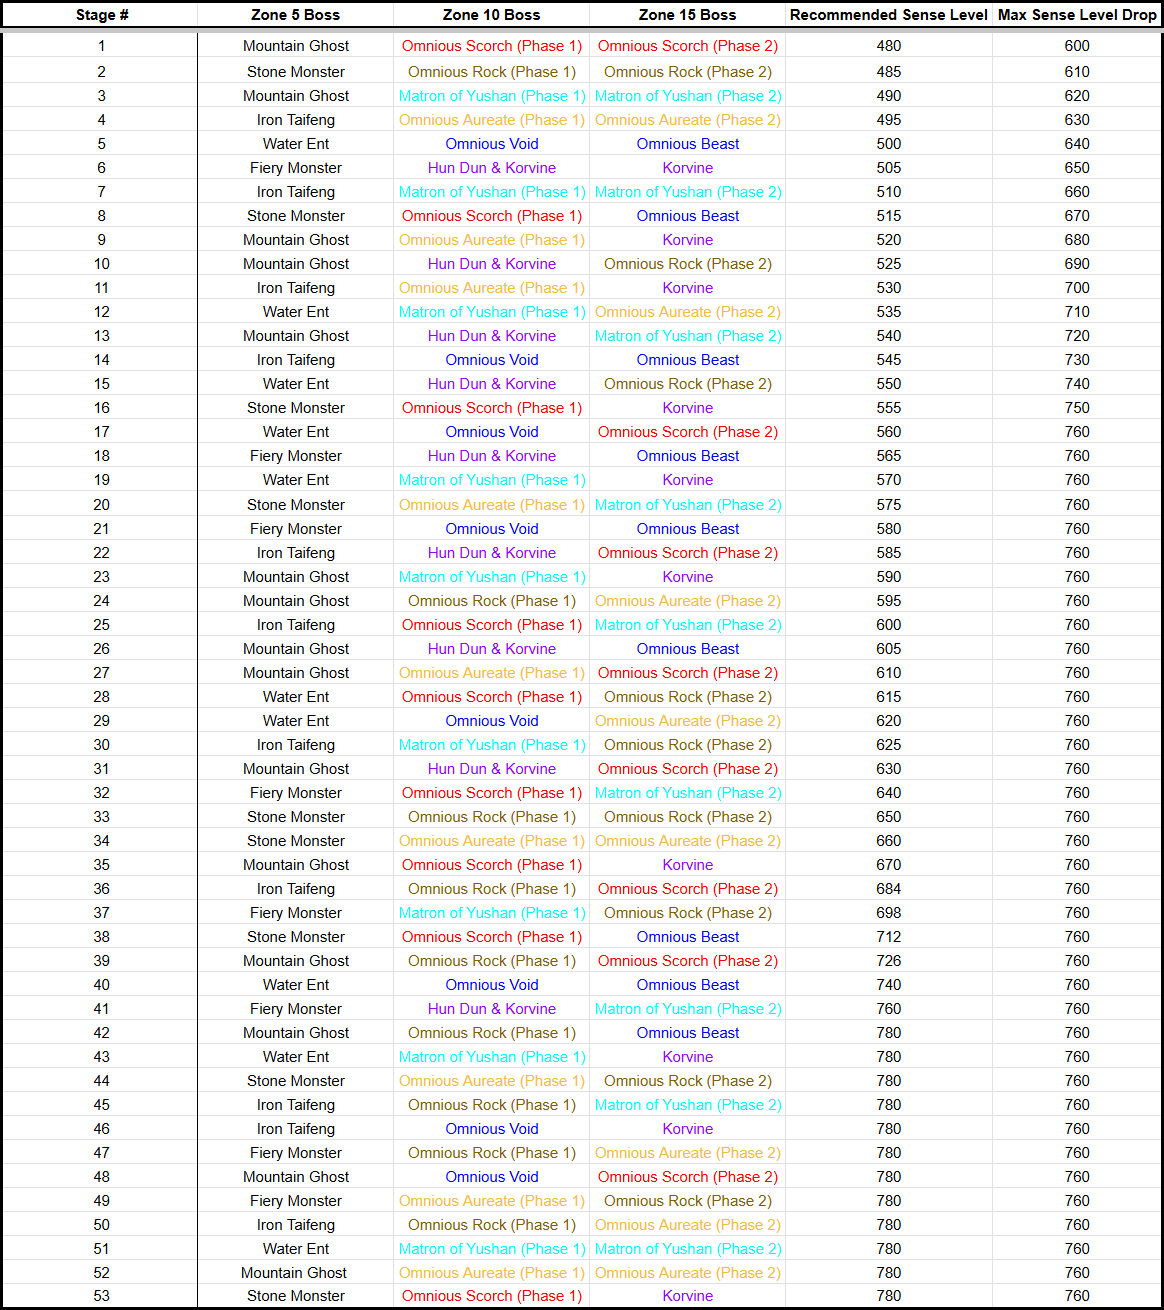 Stage # Zone 5 Boss Zone 10 Boss Zone 15 Boss Recommended Sense Level Max Sense Level Drop
1 Mountain Ghost Omnious Scorch (Phase 1) Omnious Scorch (Phase 2) 480 600
2 Stone Monster Omnious Rock (Phase 1) Omnious Rock (Phase 2) 485 610
3 Mountain Ghost Matron of Yushan (Phase 1) Matron of Yushan (Phase 2) 490 620
4 Iron Taifeng Omnious Aureate (Phase 1) Omnious Aureate (Phase 2) 495 630
5 Water Ent Omnious Void Omnious Beast 500 640
6 Fiery Monster Hun Dun & Korvine Korvine 505 650
7 Iron Taifeng Matron of Yushan (Phase 1) Matron of Yushan (Phase 2) 510 660
8 Stone Monster Omnious Scorch (Phase 1) Omnious Beast 515 670
9 Mountain Ghost Omnious Aureate (Phase 1) Korvine 520 680
10 Mountain Ghost Hun Dun & Korvine Omnious Rock (Phase 2) 525 690
11 Iron Taifeng Omnious Aureate (Phase 1) Korvine 530 700
12 Water Ent Matron of Yushan (Phase 1) Omnious Aureate (Phase 2) 535 710
13 Mountain Ghost Hun Dun & Korvine Matron of Yushan (Phase 2) 540 720
14 Iron Taifeng Omnious Void Omnious Beast 545 730
15 Water Ent Hun Dun & Korvine Omnious Rock (Phase 2) 550 740
16 Stone Monster Omnious Scorch (Phase 1) Korvine 555 750
17 Water Ent Omnious Void Omnious Scorch (Phase 2) 560 760
18 Fiery Monster Hun Dun & Korvine Omnious Beast 565 760
19 Water Ent Matron of Yushan (Phase 1) Korvine 570 760
20 Stone Monster Omnious Aureate (Phase 1) Matron of Yushan (Phase 2) 575 760
21 Fiery Monster Omnious Void Omnious Beast 580 760
22 Iron Taifeng Hun Dun & Korvine Omnious Scorch (Phase 2) 585 760
23 Mountain Ghost Matron of Yushan (Phase 1) Korvine 590 760
24 Mountain Ghost Omnious Rock (Phase 1) Omnious Aureate (Phase 2) 595 760
25 Iron Taifeng Omnious Scorch (Phase 1) Matron of Yushan (Phase 2) 600 760
26 Mountain Ghost Hun Dun & Korvine Omnious Beast 605 760
27 Mountain Ghost Omnious Aureate (Phase 1) Omnious Scorch (Phase 2) 610 760
28 Water Ent Omnious Scorch (Phase 1) Omnious Rock (Phase 2) 615 760
29 Water Ent Omnious Void Omnious Aureate (Phase 2) 620 760
30 Iron Taifeng Matron of Yushan (Phase 1) Omnious Rock (Phase 2) 625 760
31 Mountain Ghost Hun Dun & Korvine Omnious Scorch (Phase 2) 630 760
32 Fiery Monster Omnious Scorch (Phase 1) Matron of Yushan (Phase 2) 640 760
33 Stone Monster Omnious Rock (Phase 1) Omnious Rock (Phase 2) 650 760
34 Stone Monster Omnious Aureate (Phase 1) Omnious Aureate (Phase 2) 660 760
35 Mountain Ghost Omnious Scorch (Phase 1) Korvine 670 760
36 Iron Taifeng Omnious Rock (Phase 1) Omnious Scorch (Phase 2) 684 760
37 Fiery Monster Matron of Yushan (Phase 1) Omnious Rock (Phase 2) 698 760
38 Stone Monster Omnious Scorch (Phase 1) Omnious Beast 712 760
39 Mountain Ghost Omnious Rock (Phase 1) Omnious Scorch (Phase 2) 726 760
40 Water Ent Omnious Void Omnious Beast 740 760
41 Fiery Monster Hun Dun & Korvine Matron of Yushan (Phase 2) 760 760
42 Mountain Ghost Omnious Rock (Phase 1) Omnious Beast 780 760
43 Water Ent Matron of Yushan (Phase 1) Korvine 780 760
44 Stone Monster Omnious Aureate (Phase 1) Omnious Rock (Phase 2) 780 760
45 Iron Taifeng Omnious Rock (Phase 1) Matron of Yushan (Phase 2) 780 760
46 Iron Taifeng Omnious Void Korvine 780 760
47 Fiery Monster Omnious Rock (Phase 1) Omnious Aureate (Phase 2) 780 760
48 Mountain Ghost Omnious Void Omnious Scorch (Phase 2) 780 760
49 Fiery Monster Omnious Aureate (Phase 1) Omnious Rock (Phase 2) 780 760
50 Iron Taifeng Omnious Rock (Phase 1) Omnious Aureate (Phase 2) 780 760
51 Water Ent Matron of Yushan (Phase 1) Matron of Yushan (Phase 2) 780 760
52 Mountain Ghost Omnious Aureate (Phase 1) Omnious Aureate (Phase 2) 780 760
53 Stone Monster Omnious Scorch (Phase 1) Korvine 780 760